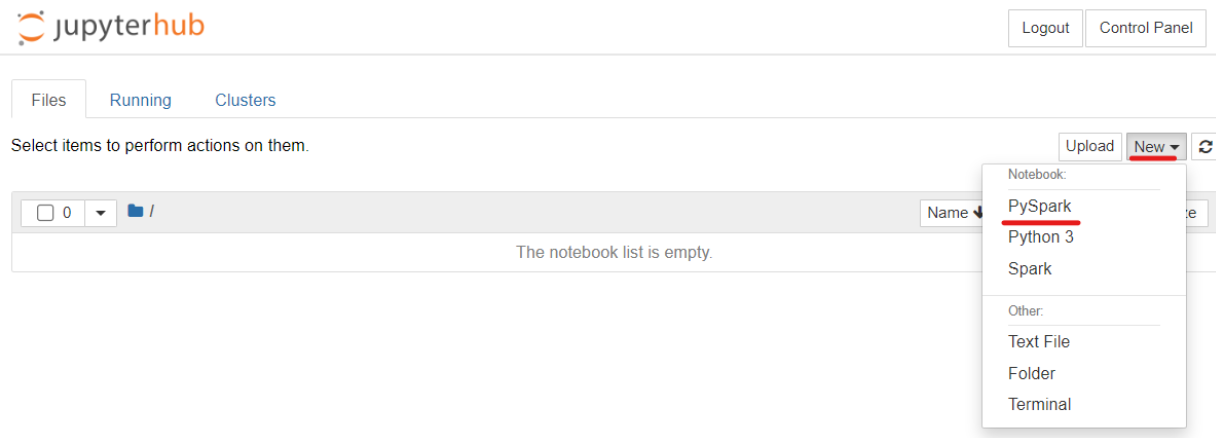 jupyterhub
Logout Control Panel
Files Running Clusters
Select items to perform actions on them.
Upload New
Notebook:
0 / Name
PySpark
Python 3
The notebook list is empty.
Spark
Other:
Text File
Folder
Terminal